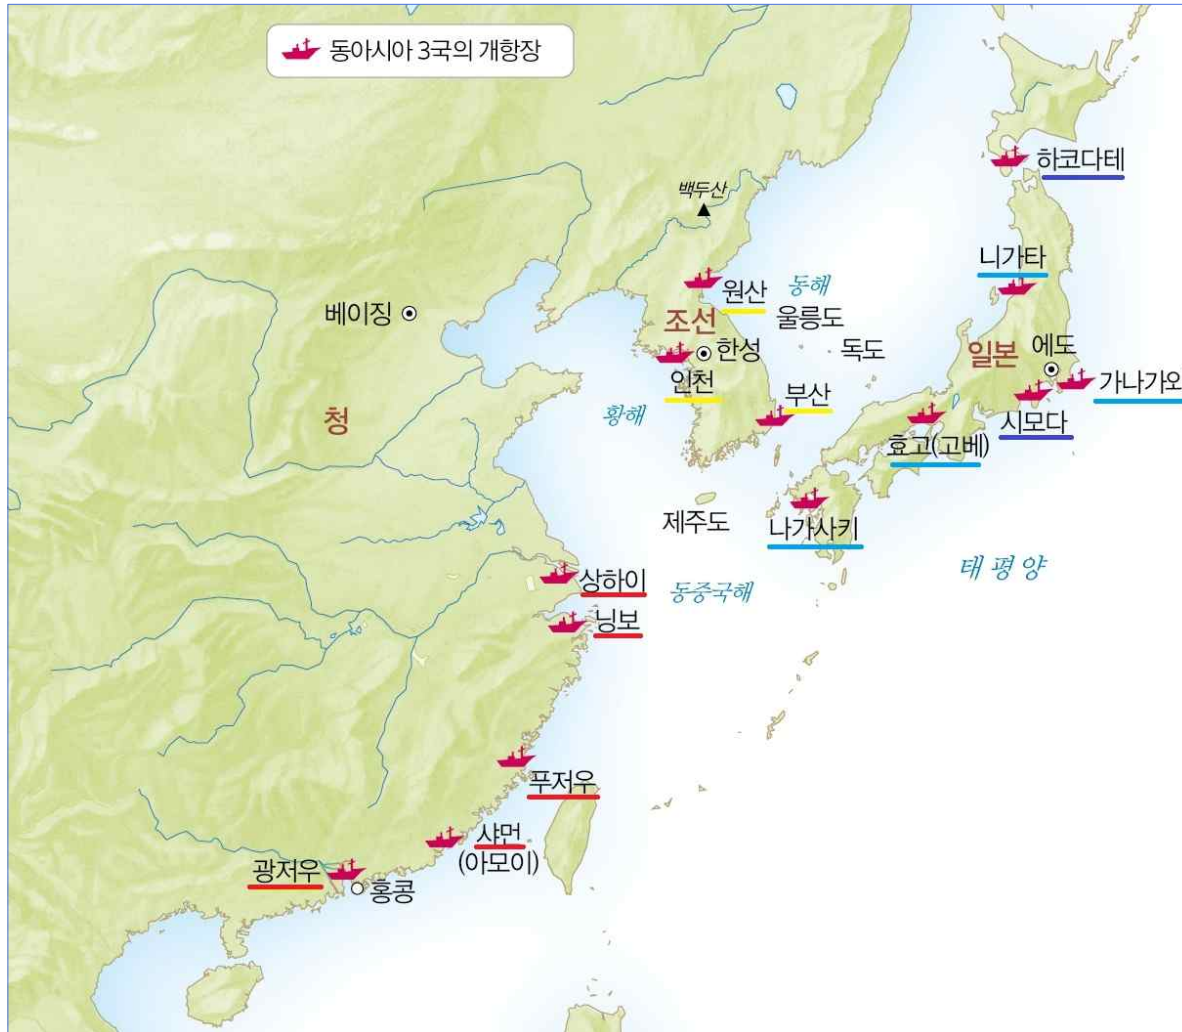 동아시아 3국의 개항장
하코다테
백두산
니가타
원산
동해
베이징
조선
울릉도
한성
독도
일본
에도
인천
가나가와
청
황해
부산
시모다
효고(고베)
제주도
나가사키
태평양
상하이
동중국해
닝보
푸저우
샤먼
(아모이)
광저우
홍콩